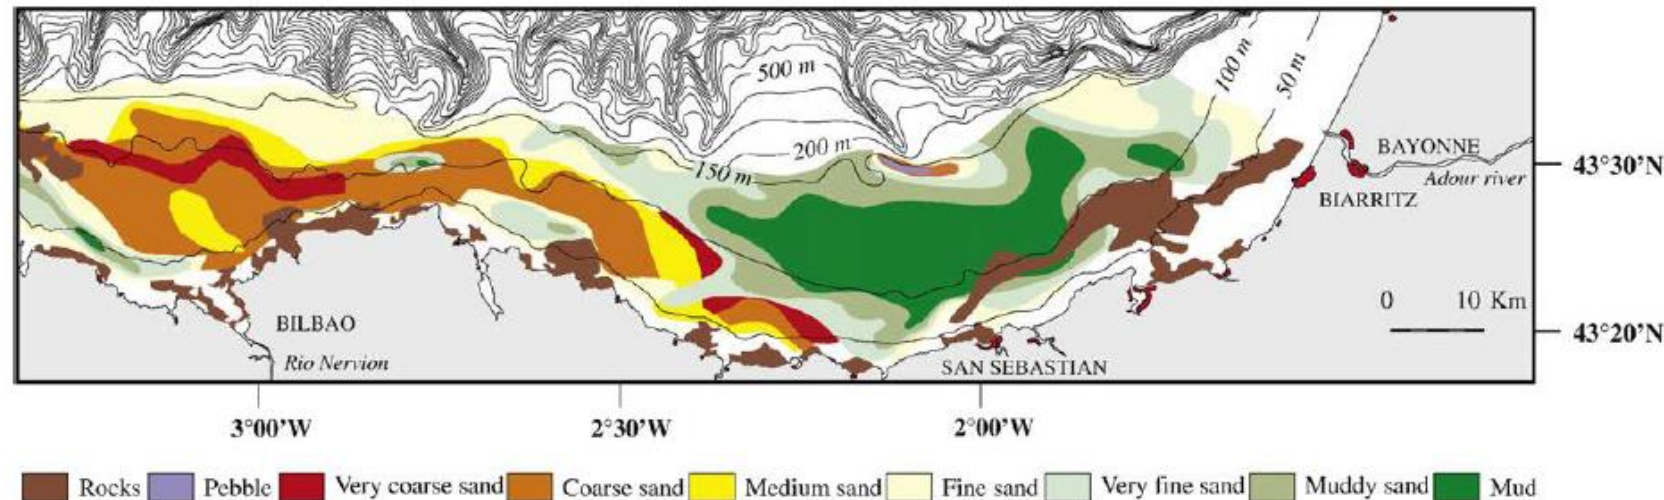 500 m
100 m
50 m
200 m
150 m
BAYONNE
Adour river
BIARRITZ
43°30'N
0 10 Km
43°20'N
BILBAO
Rio Nervion
SAN SEBASTIAN
3°00'W 2°30'W 2°00'W
Rocks Pebble Very coarse sand Coarse sand Medium sand Fine sand Very fine sand Muddy sand Mud